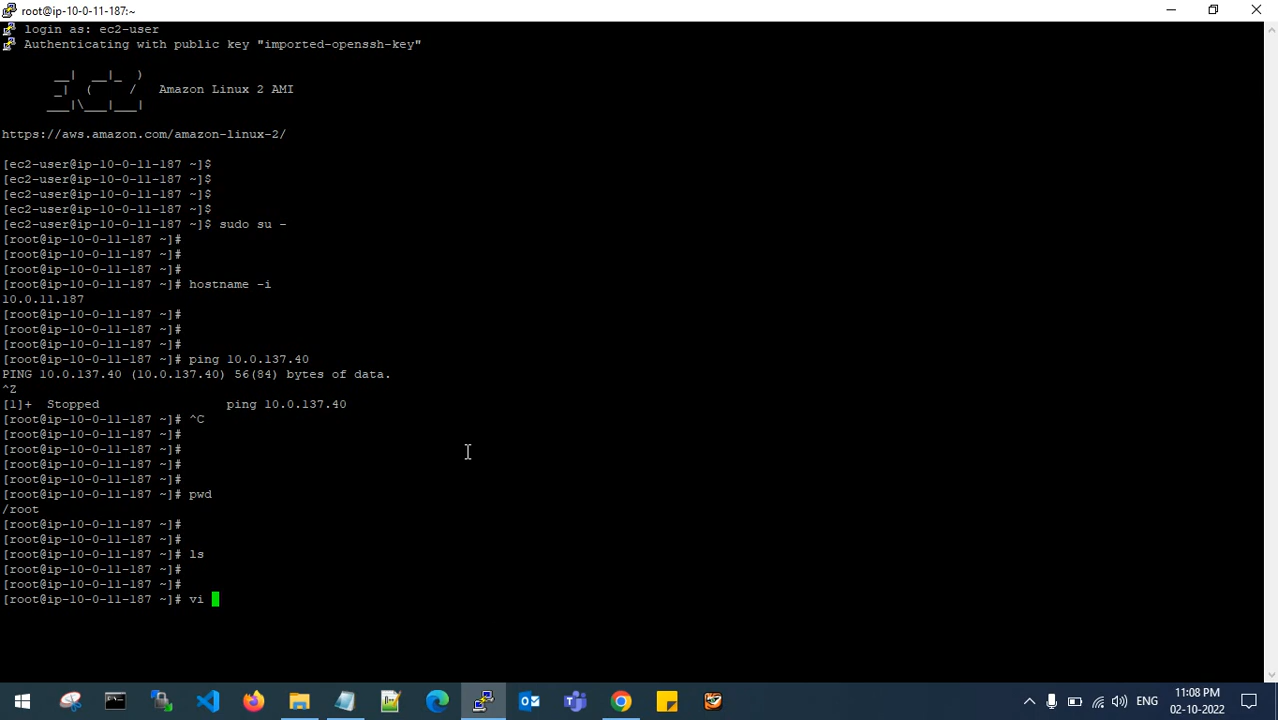 root@ip-10-0-11-187:~
login as: ec2-user
Authenticating with public key "imported-openssh-key"
__|  __|_  )
_|  (     /   Amazon Linux 2 AMI
___|\___|___|
https://aws.amazon.com/amazon-linux-2/
[ec2-user@ip-10-0-11-187 ~]$
[ec2-user@ip-10-0-11-187 ~]$
[ec2-user@ip-10-0-11-187 ~]$
[ec2-user@ip-10-0-11-187 ~]$
[ec2-user@ip-10-0-11-187 ~]$ sudo su -
[root@ip-10-0-11-187 ~]#
[root@ip-10-0-11-187 ~]#
[root@ip-10-0-11-187 ~]#
[root@ip-10-0-11-187 ~]# hostname -i
10.0.11.187
[root@ip-10-0-11-187 ~]#
[root@ip-10-0-11-187 ~]#
[root@ip-10-0-11-187 ~]#
[root@ip-10-0-11-187 ~]# ping 10.0.137.40
PING 10.0.137.40 (10.0.137.40) 56(84) bytes of data.
^Z
[1]+  Stopped                 ping 10.0.137.40
[root@ip-10-0-11-187 ~]# ^C
[root@ip-10-0-11-187 ~]#
[root@ip-10-0-11-187 ~]#
[root@ip-10-0-11-187 ~]#
[root@ip-10-0-11-187 ~]#
[root@ip-10-0-11-187 ~]# pwd
/root
[root@ip-10-0-11-187 ~]#
[root@ip-10-0-11-187 ~]#
[root@ip-10-0-11-187 ~]# ls
[root@ip-10-0-11-187 ~]#
[root@ip-10-0-11-187 ~]#
[root@ip-10-0-11-187 ~]# vi
ENG
11:08 PM
02-10-2022